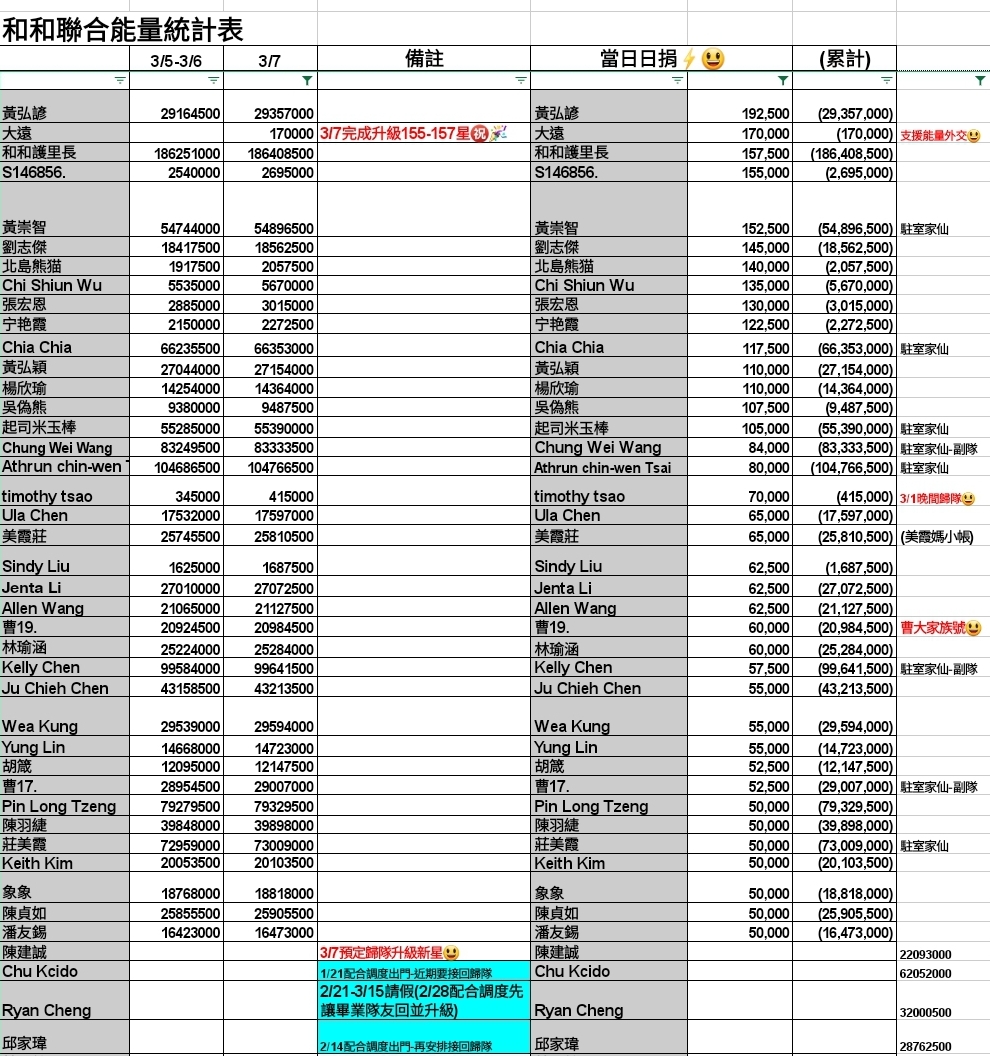 和和聯合能量統計表
3/5-3/6 3/7 備註 當日日捐⚡😃 (累計)
黃弘諺 29164500 29357000 黃弘諺 192,500 (29,357,000)
大遠 170000 3/7完成升級155-157星㊗️🎉 大遠 170,000 (170,000) 支援能量外交😃
和和護里長 186251000 186408500 和和護里長 157,500 (186,408,500)
S146856. 2540000 2695000 S146856. 155,000 (2,695,000)
黃崇智 54744000 54896500 黃崇智 152,500 (54,896,500) 駐室家仙
劉志傑 18417500 18562500 劉志傑 145,000 (18,562,500)
北島熊猫 1917500 2057500 北島熊猫 140,000 (2,057,500)
Chi Shiun Wu 5535000 5670000 Chi Shiun Wu 135,000 (5,670,000)
張宏恩 2885000 3015000 張宏恩 130,000 (3,015,000)
宁艳霞 2150000 2272500 宁艳霞 122,500 (2,272,500)
Chia Chia 66235500 66353000 Chia Chia 117,500 (66,353,000) 駐室家仙
黃弘穎 27044000 27154000 黃弘穎 110,000 (27,154,000)
楊欣瑜 14254000 14364000 楊欣瑜 110,000 (14,364,000)
吳偽熊 9380000 9487500 吳偽熊 107,500 (9,487,500)
起司米玉棒 55285000 55390000 起司米玉棒 105,000 (55,390,000) 駐室家仙
Chung Wei Wang 83249500 83333500 Chung Wei Wang 84,000 (83,333,500) 駐室家仙-副隊
Athrun chin-wen 104686500 104766500 Athrun chin-wen Tsai 80,000 (104,766,500) 駐室家仙
timothy tsao 345000 415000 timothy tsao 70,000 (415,000) 3/1晚間歸隊😃
Ula Chen 17532000 17597000 Ula Chen 65,000 (17,597,000)
美霞莊 25745500 25810500 美霞莊 65,000 (25,810,500) (美霞媽小帳)
Sindy Liu 1625000 1687500 Sindy Liu 62,500 (1,687,500)
Jenta Li 27010000 27072500 Jenta Li 62,500 (27,072,500)
Allen Wang 21065000 21127500 Allen Wang 62,500 (21,127,500)
曹19. 20924500 20984500 曹19. 60,000 (20,984,500) 曹大家族號😃
林瑜涵 25224000 25284000 林瑜涵 60,000 (25,284,000)
Kelly Chen 99584000 99641500 Kelly Chen 57,500 (99,641,500) 駐室家仙-副隊
Ju Chieh Chen 43158500 43213500 Ju Chieh Chen 55,000 (43,213,500)
Wea Kung 29539000 29594000 Wea Kung 55,000 (29,594,000)
Yung Lin 14668000 14723000 Yung Lin 55,000 (14,723,000)
胡箴 12095000 12147500 胡箴 52,500 (12,147,500)
曹17. 28954500 29007000 曹17. 52,500 (29,007,000) 駐室家仙-副隊
Pin Long Tzeng 79279500 79329500 Pin Long Tzeng 50,000 (79,329,500)
陳羽緁 39848000 39898000 陳羽緁 50,000 (39,898,000)
莊美霞 72959000 73009000 莊美霞 50,000 (73,009,000) 駐室家仙
Keith Kim 20053500 20103500 Keith Kim 50,000 (20,103,500)
象象 18768000 18818000 象象 50,000 (18,818,000)
陳貞如 25855500 25905500 陳貞如 50,000 (25,905,500)
潘友錫 16423000 16473000 潘友錫 50,000 (16,473,000)
陳建誠 3/7預定歸隊升級新星😃 陳建誠 22093000
Chu Kcido 1/21配合調度出門-近期要接回歸隊 Chu Kcido 62052000
2/21-3/15請假(2/28配合調度先
Ryan Cheng 讓畢業隊友回並升級) Ryan Cheng 32000500
邱家瑋 2/14配合調度出門-再安排接回歸隊 邱家瑋 28762500